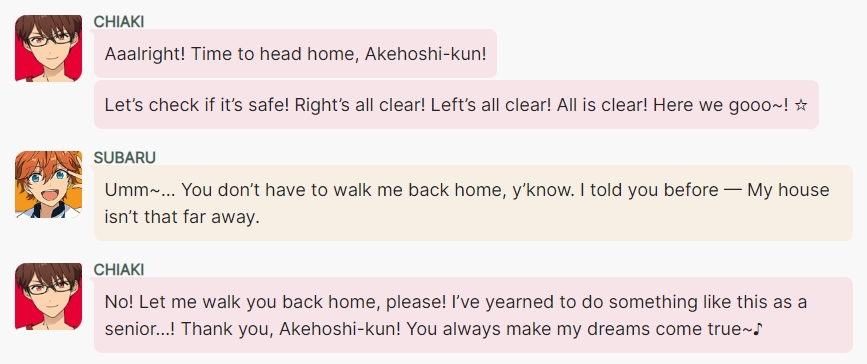 CHIAKI
Aaalright! Time to head home, Akehoshi-kun!
Let’s check if it’s safe! Right’s all clear! Left’s all clear! All is clear! Here we gooo~! ☆
SUBARU
Umm~... You don’t have to walk me back home, y’know. I told you before — My house
isn’t that far away.
CHIAKI
No! Let me walk you back home, please! I’ve yearned to do something like this as a
senior...! Thank you, Akehoshi-kun! You always make my dreams come true~♪